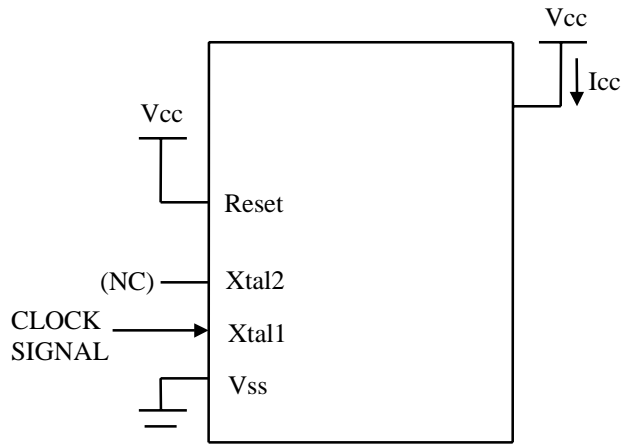 Vcc
Icc
Vcc
Reset
(NC)
Xtal2
CLOCK
SIGNAL
Xtal1
Vss